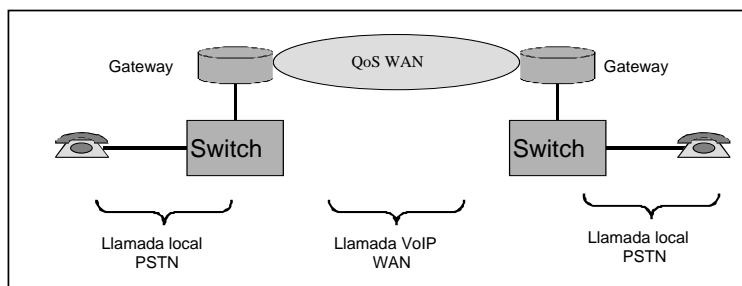 Gateway
QoS WAN
Gateway
Switch
Switch
Llamada local
PSTN
Llamada VoIP
WAN
Llamada local
PSTN